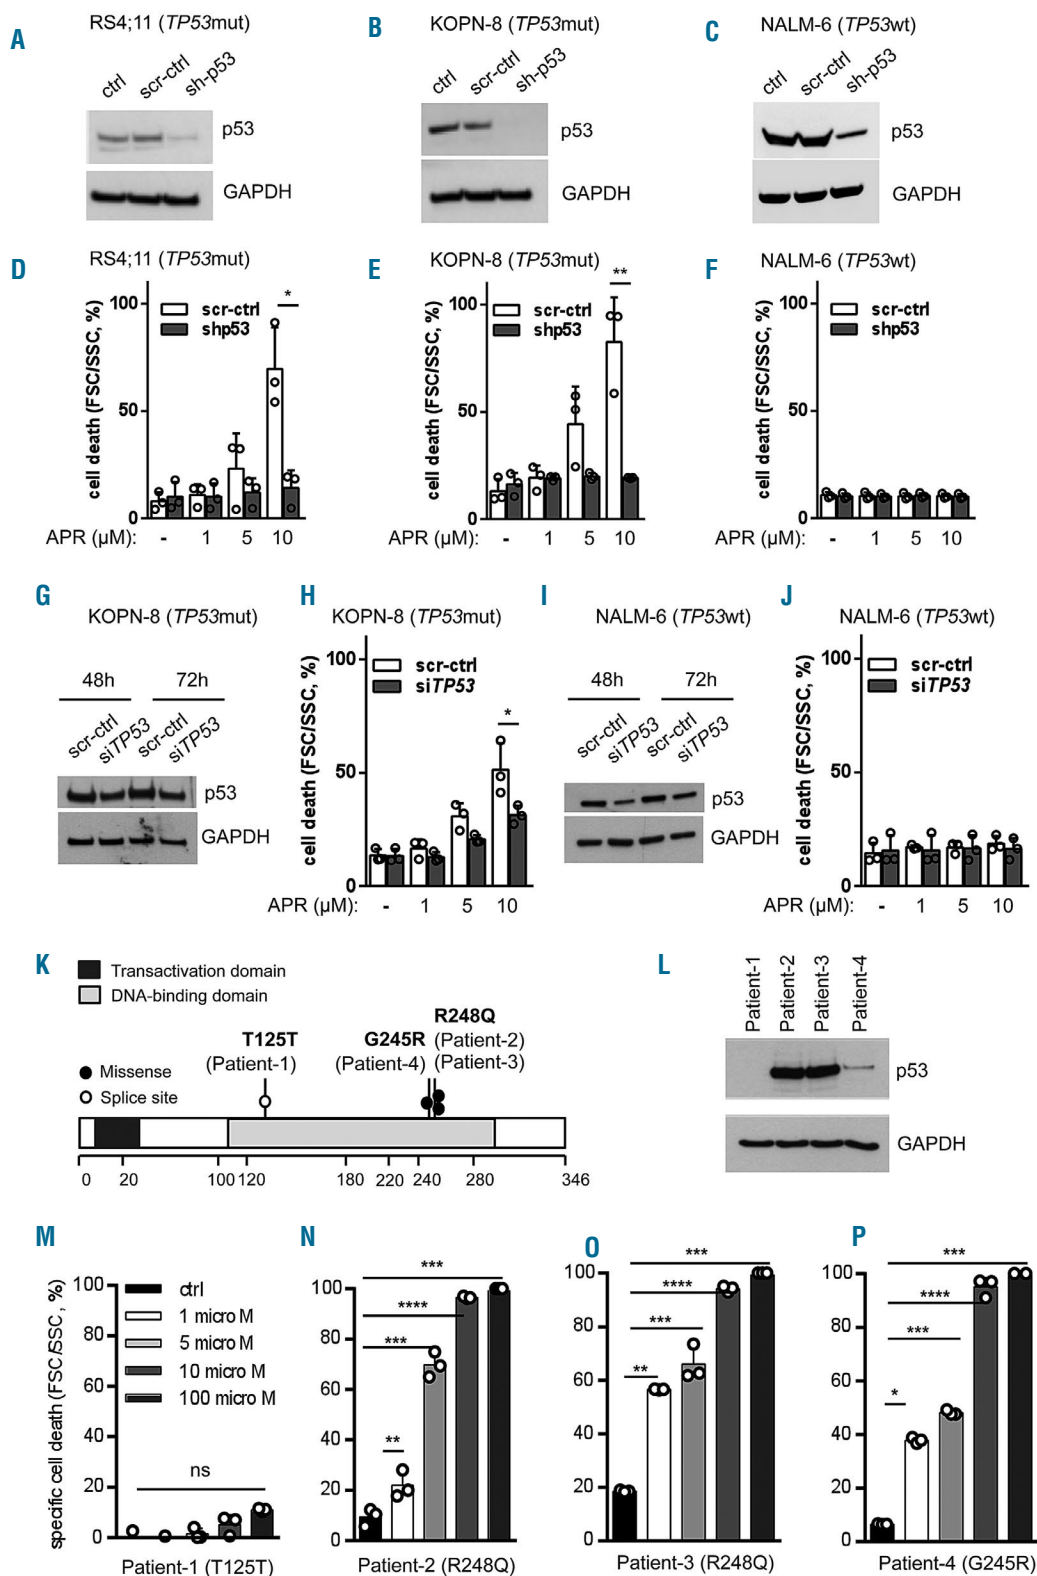 A
RS4;11 (TP53mut)
ctrl
scr-ctrl
sh-p53
p53
GAPDH
B
KOPN-8 (TP53mut)
ctrl
scr-ctrl
sh-p53
p53
GAPDH
C
NALM-6 (TP53wt)
ctrl
scr-ctrl
sh-p53
p53
GAPDH
D
RS4;11 (TP53mut)
cell death (FSC/SSC, %)
100
50
0
scr-ctrl
shp53
*
APR (µM): - 1 5 10
E
KOPN-8 (TP53mut)
cell death (FSC/SSC, %)
100
50
0
scr-ctrl
shp53
**
APR (µM): - 1 5 10
F
NALM-6 (TP53wt)
cell death (FSC/SSC, %)
100
50
0
scr-ctrl
shp53
APR (µM): - 1 5 10
G
KOPN-8 (TP53mut)
48h 72h
scr-ctrl
siTP53
scr-ctrl
siTP53
p53
GAPDH
H
KOPN-8 (TP53mut)
cell death (FSC/SSC, %)
100
50
0
scr-ctrl
siTP53
*
APR (µM): - 1 5 10
I
NALM-6 (TP53wt)
48h 72h
scr-ctrl
siTP53
scr-ctrl
siTP53
p53
GAPDH
J
NALM-6 (TP53wt)
cell death (FSC/SSC, %)
100
50
0
scr-ctrl
siTP53
APR (µM): - 1 5 10
K
Transactivation domain
DNA-binding domain
Missense
Splice site
T125T
(Patient-1)
G245R
(Patient-4)
R248Q
(Patient-2)
(Patient-3)
0 20 100 120 180 220 240 280 346
L
Patient-1
Patient-2
Patient-3
Patient-4
p53
GAPDH
M
specific cell death (FSC/SSC, %)
100
80
60
40
20
0
ctrl
1 micro M
5 micro M
10 micro M
100 micro M
ns
Patient-1 (T125T)
N
100
80
60
40
20
0
***
****
***
**
Patient-2 (R248Q)
O
100
80
60
40
20
0
***
****
***
**
Patient-3 (R248Q)
P
100
80
60
40
20
0
***
****
***
*
Patient-4 (G245R)